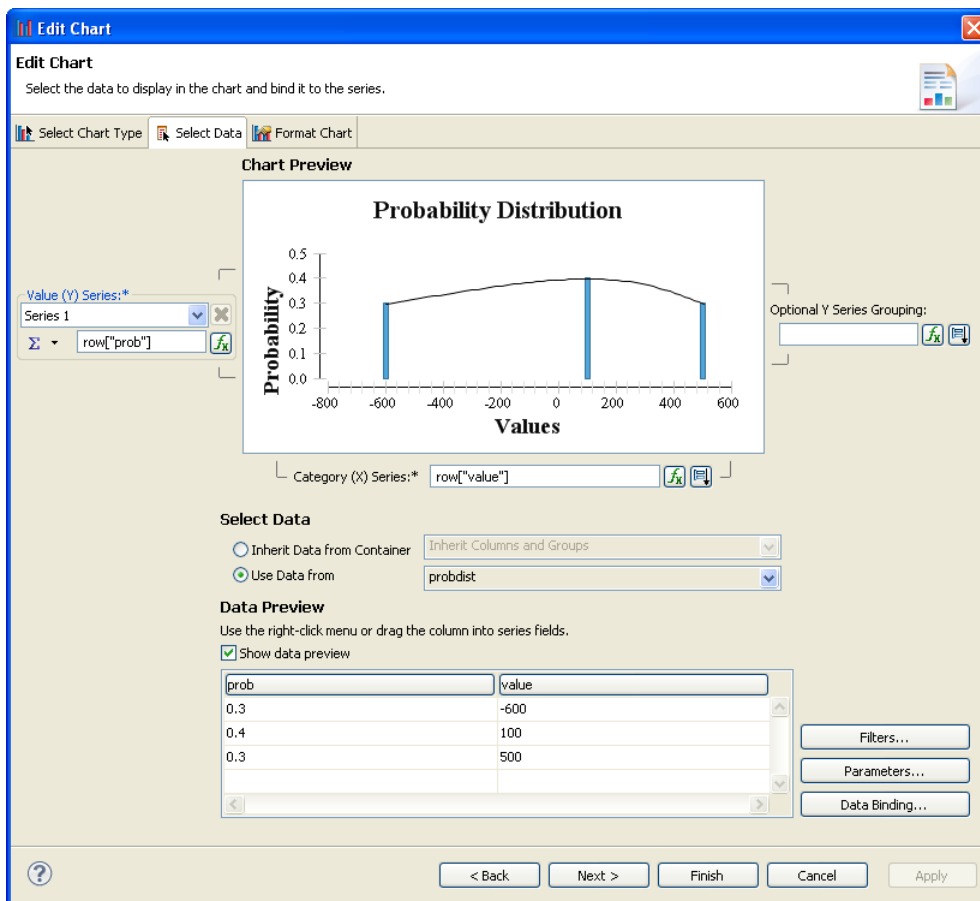 Edit Chart
Edit Chart
Select the data to display in the chart and bind it to the series.
Select Chart Type Select Data Format Chart
Chart Preview
Probability Distribution
Probability
0.5
0.4
0.3
0.2
0.1
0.0
-800 -600 -400 -200 0 200 400 600
Values
Value (Y) Series:*
Series 1
Σ row["prob"] fx
Optional Y Series Grouping:
fx
Category (X) Series:* row["value"] fx
Select Data
Inherit Data from Container Inherit Columns and Groups
Use Data from probdist
Data Preview
Use the right-click menu or drag the column into series fields.
Show data preview
prob value
0.3 -600
0.4 100
0.3 500
Filters...
Parameters...
Data Binding...
? < Back Next > Finish Cancel Apply